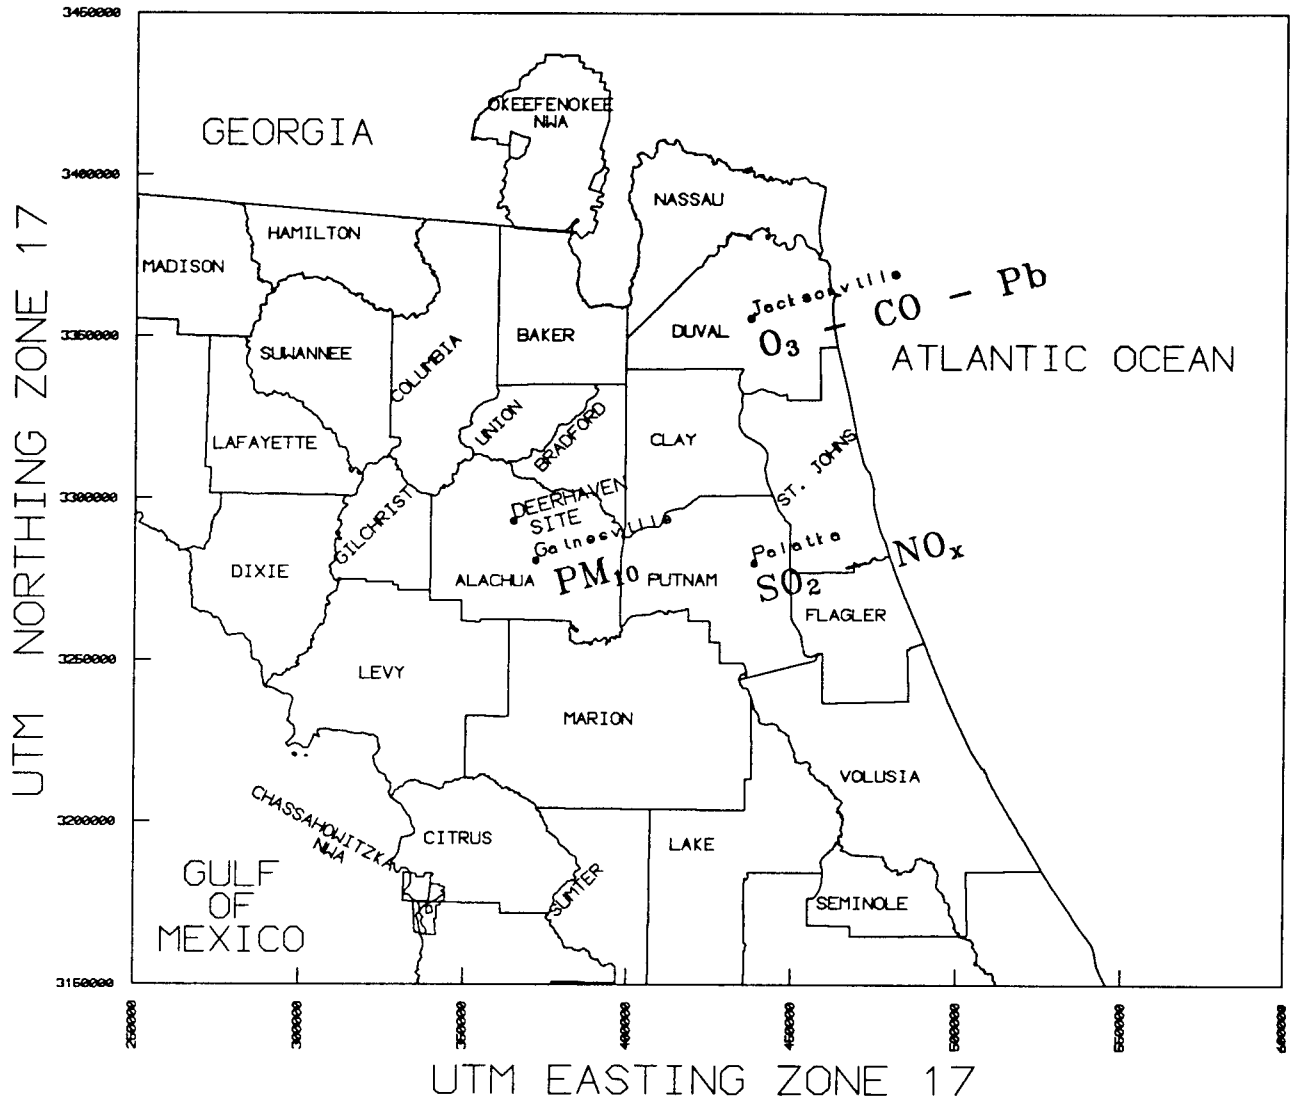 3450000
OKEEFENOKEE
NWA
GEORGIA
3400000
NASSAU
HAMILTON
MADISON
Jacksonville
O3 - CO - Pb
3350000
BAKER
DUVAL
SUWANNEE
COLUMBIA
ATLANTIC OCEAN
UNION
BRADFORD
CLAY
LAFAYETTE
ST. JOHNS
3300000
DEERHAVEN
SITE
GILCHRIST
Gainesville
Palatka
NOx
DIXIE
ALACHUA
PM10
PUTNAM
SO2
FLAGLER
3250000
LEVY
MARION
VOLUSIA
CHASSAHOWITZKA
NWA
3200000
CITRUS
LAKE
GULF
OF
MEXICO
SUMTER
SEMINOLE
3150000
250000
300000
350000
400000
450000
500000
550000
600000
UTM EASTING ZONE 17
UTM NORTHING ZONE 17